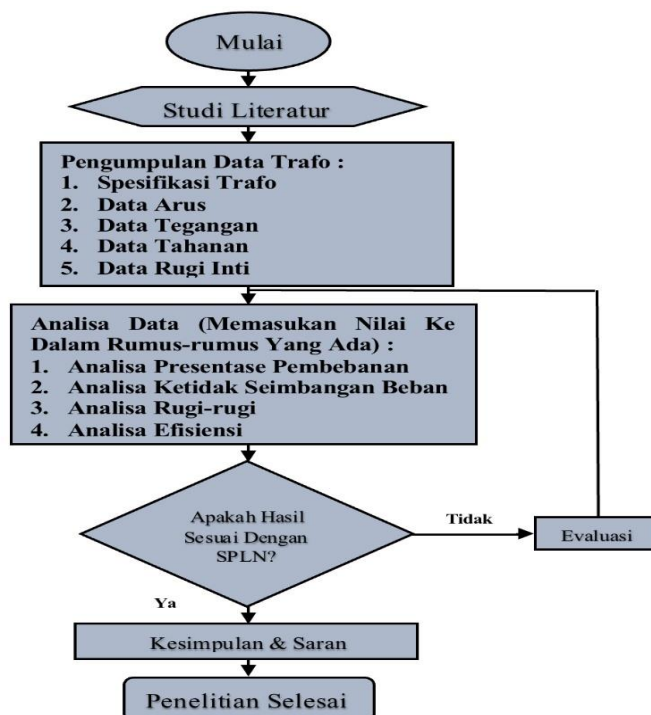 Mulai
Studi Literatur
Pengumpulan Data Trafo :
1. Spesifikasi Trafo
2. Data Arus
3. Data Tegangan
4. Data Tahanan
5. Data Rugi Inti
Analisa Data (Memasukan Nilai Ke
Dalam Rumus-rumus Yang Ada) :
1. Analisa Presentase Pembebanan
2. Analisa Ketidak Seimbangan Beban
3. Analisa Rugi-rugi
4. Analisa Efisiensi
Apakah Hasil
Sesuai Dengan
SPLN?
Tidak
Evaluasi
Ya
Kesimpulan & Saran
Penelitian Selesai